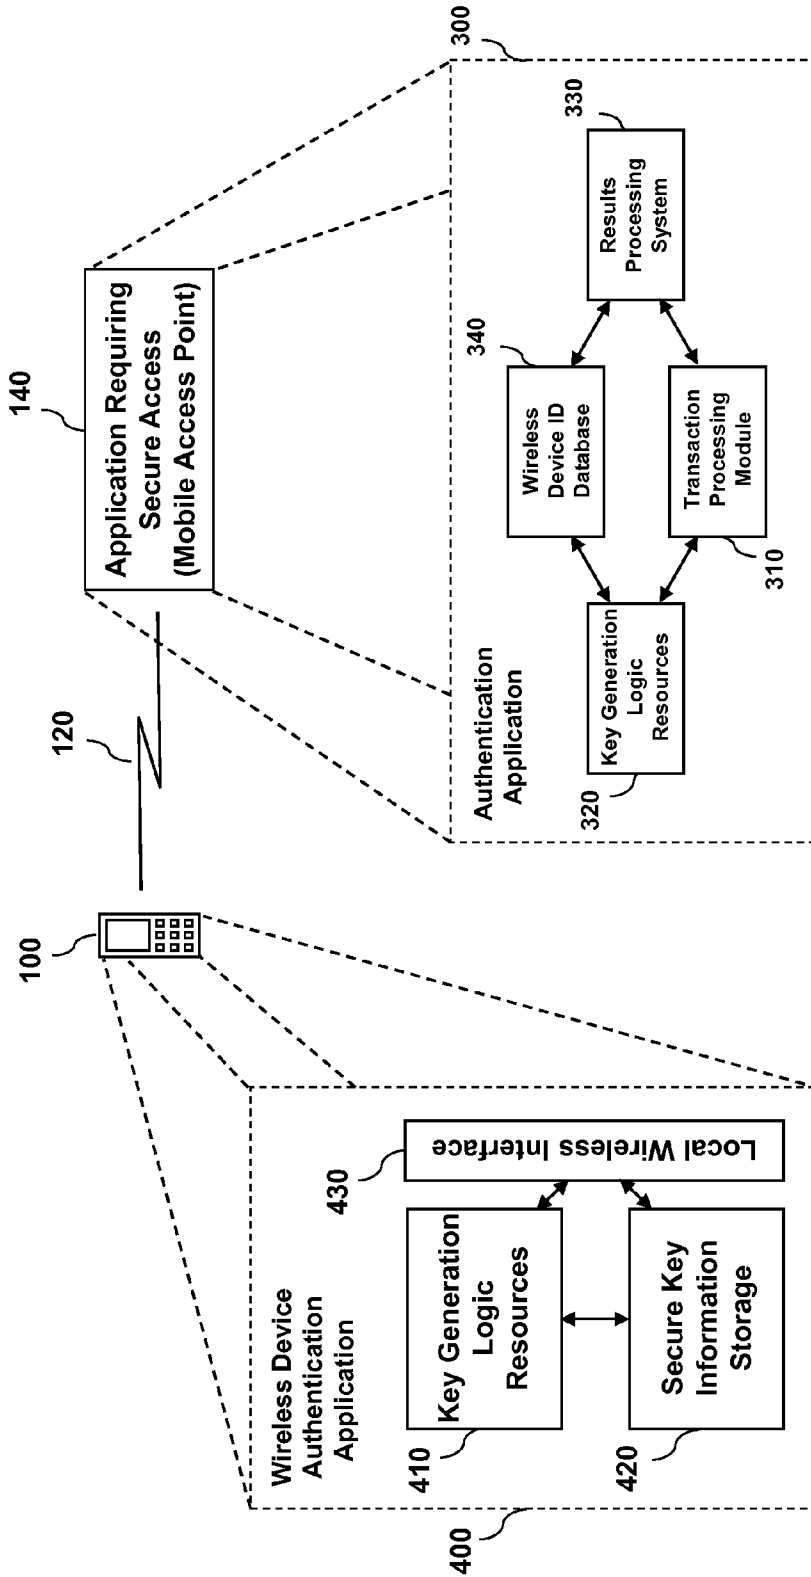 100
120
140
Application Requiring
Secure Access
(Mobile Access Point)
Wireless Device
Authentication
Application
Key Generation
Logic
Resources
410
Secure Key
Information
Storage
420
430
Local Wireless Interface
400
Authentication
Application
Key Generation
Logic
Resources
320
Wireless
Device ID
Database
340
Transaction
Processing
Module
310
Results
Processing
System
330
300